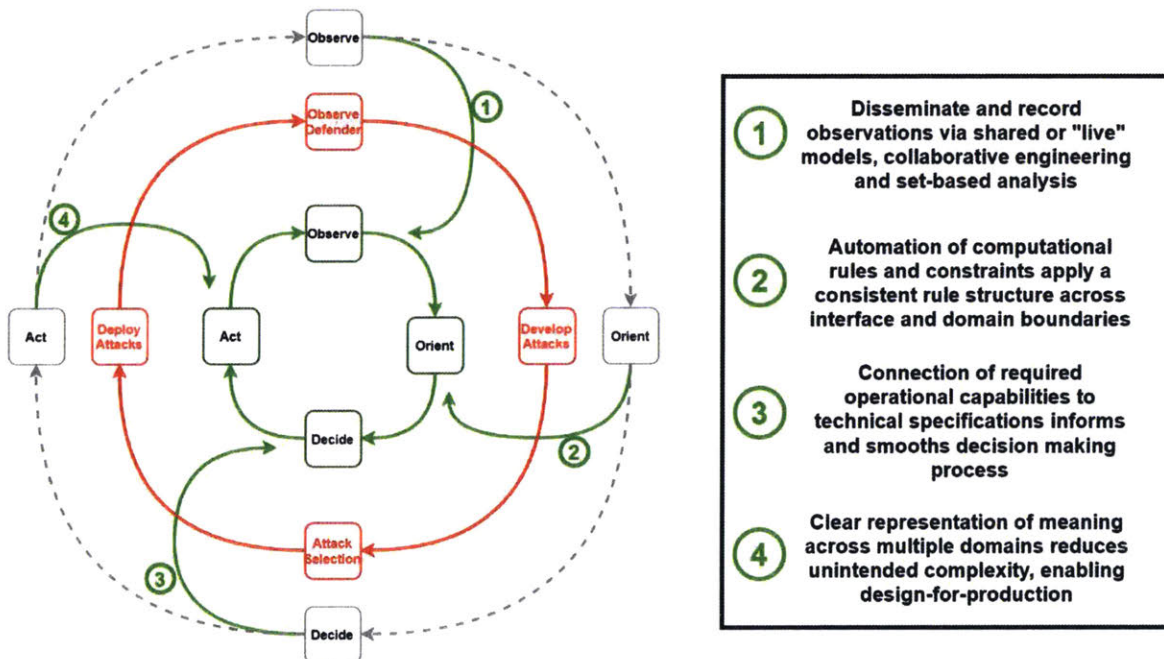 Observe
1
Observe
Defender
4
Observe
Act
Deploy
Attacks
Act
Orient
Develop
Attacks
Orient
Decide
2
Attack
Selection
3
Decide
1
Disseminate and record
observations via shared or "live"
models, collaborative engineering
and set-based analysis
2
Automation of computational
rules and constraints apply a
consistent rule structure across
interface and domain boundaries
3
Connection of required
operational capabilities to
technical specifications informs
and smooths decision making
process
4
Clear representation of meaning
across multiple domains reduces
unintended complexity, enabling
design-for-production